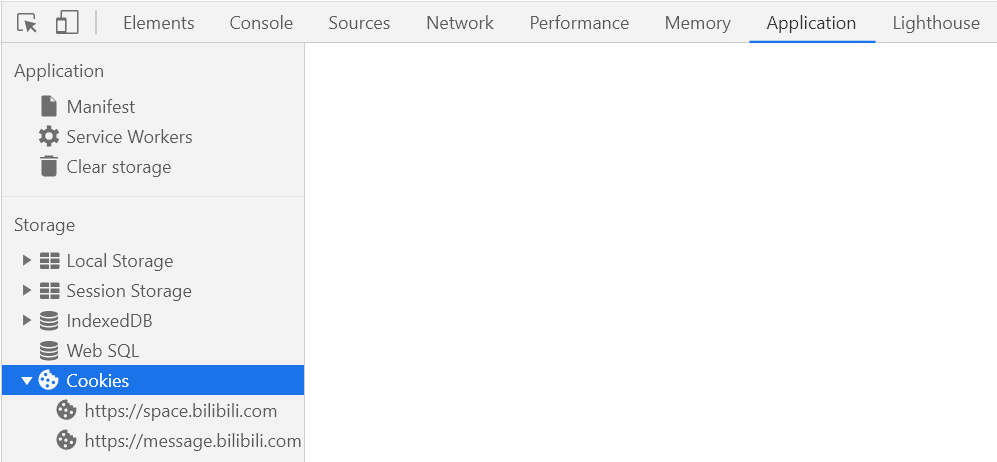 Elements Console Sources Network Performance Memory Application Lighthouse
Application
Manifest
Service Workers
Clear storage
Storage
Local Storage
Session Storage
IndexedDB
Web SQL
Cookies
https://space.bilibili.com
https://message.bilibili.com